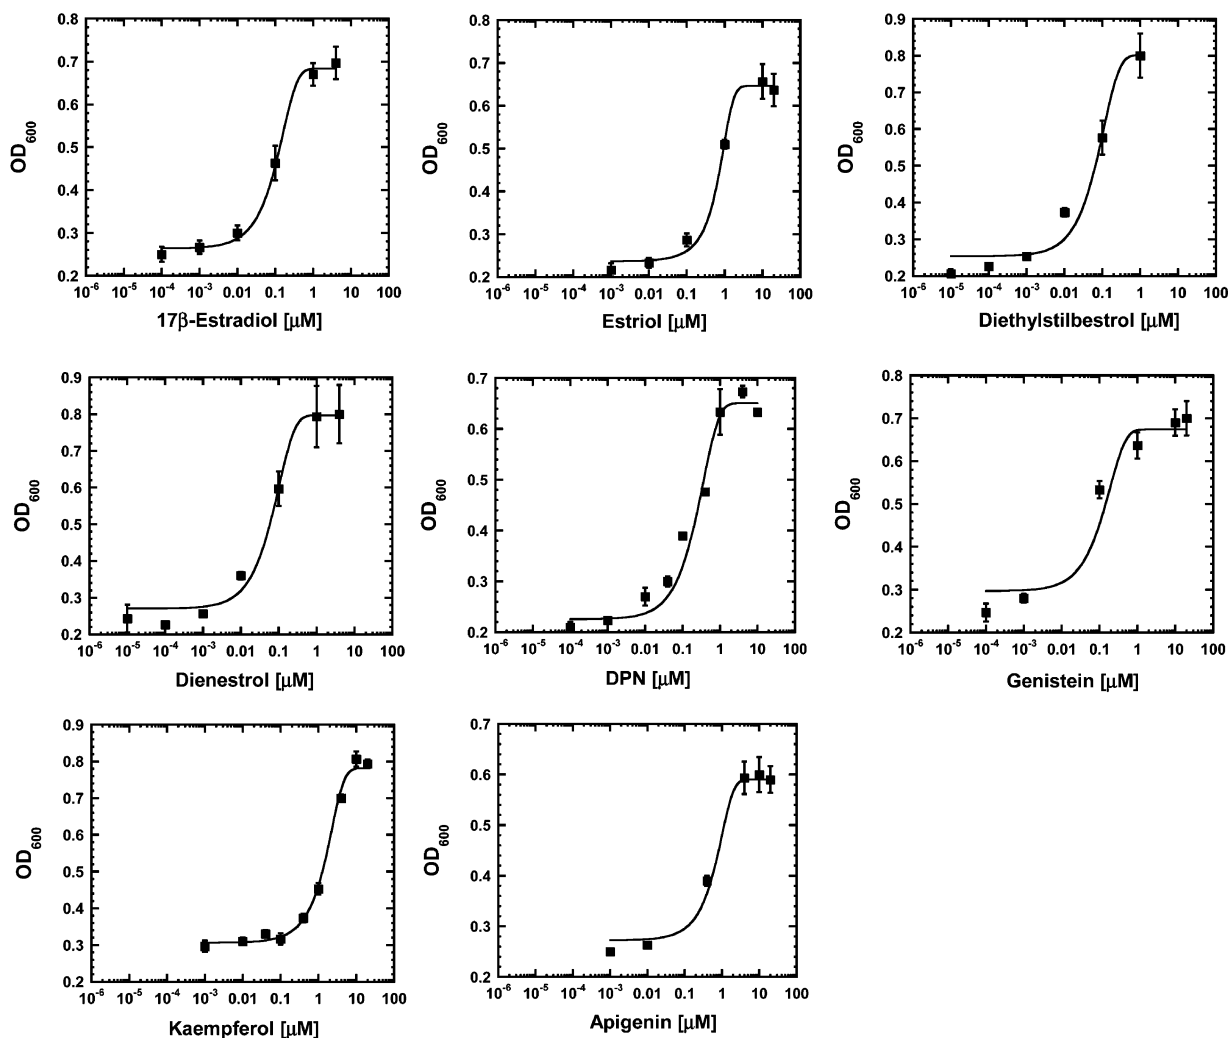 0.8
0.7
0.6
0.5
0.4
0.3
0.2
OD₆₀₀
10⁻⁶ 10⁻⁵ 10⁻⁴ 10⁻³ 0.01 0.1 1 10 100
17β-Estradiol [μM]
0.8
0.7
0.6
0.5
0.4
0.3
0.2
OD₆₀₀
10⁻⁶ 10⁻⁵ 10⁻⁴ 10⁻³ 0.01 0.1 1 10 100
Estriol [μM]
0.9
0.8
0.7
0.6
0.5
0.4
0.3
0.2
OD₆₀₀
10⁻⁶ 10⁻⁵ 10⁻⁴ 10⁻³ 0.01 0.1 1 10 100
Diethylstilbestrol [μM]
0.9
0.8
0.7
0.6
0.5
0.4
0.3
0.2
OD₆₀₀
10⁻⁶ 10⁻⁵ 10⁻⁴ 10⁻³ 0.01 0.1 1 10 100
Dienestrol [μM]
0.7
0.6
0.5
0.4
0.3
0.2
OD₆₀₀
10⁻⁶ 10⁻⁵ 10⁻⁴ 10⁻³ 0.01 0.1 1 10 100
DPN [μM]
0.8
0.7
0.6
0.5
0.4
0.3
0.2
OD₆₀₀
10⁻⁶ 10⁻⁵ 10⁻⁴ 10⁻³ 0.01 0.1 1 10 100
Genistein [μM]
0.9
0.8
0.7
0.6
0.5
0.4
0.3
0.2
OD₆₀₀
10⁻⁶ 10⁻⁵ 10⁻⁴ 10⁻³ 0.01 0.1 1 10 100
Kaempferol [μM]
0.7
0.6
0.5
0.4
0.3
0.2
OD₆₀₀
10⁻⁶ 10⁻⁵ 10⁻⁴ 10⁻³ 0.01 0.1 1 10 100
Apigenin [μM]